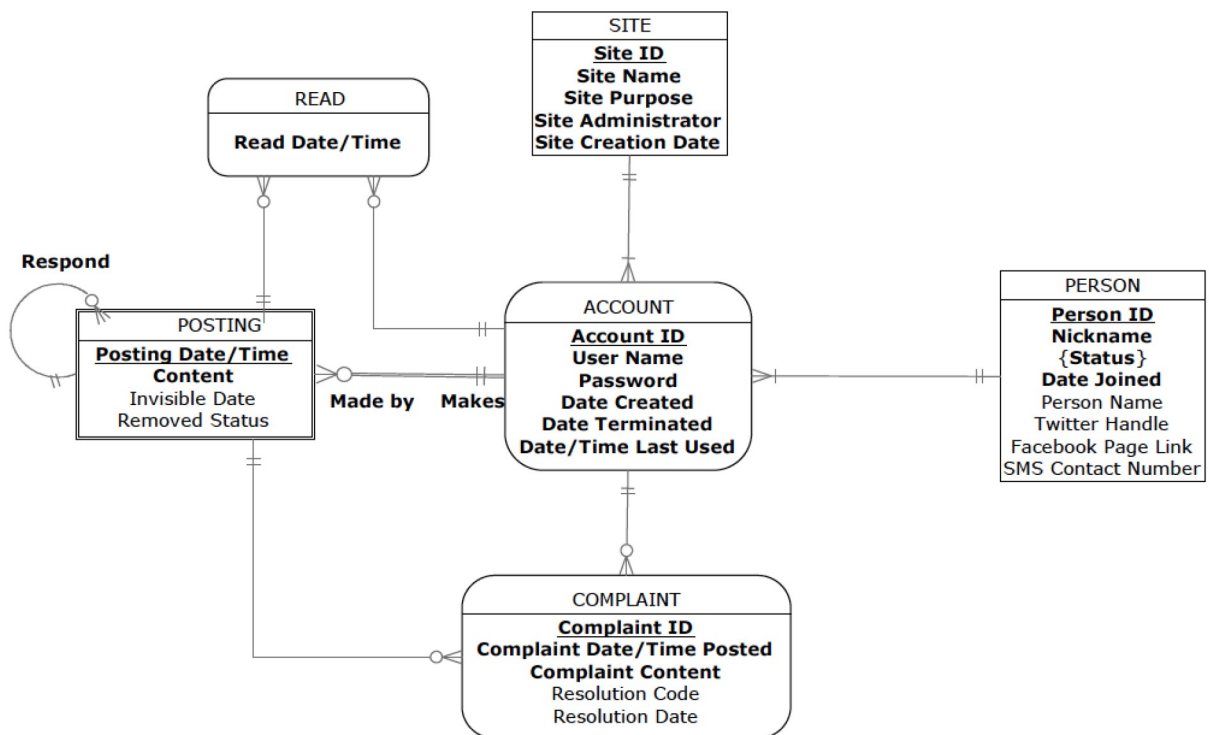 SITE
Site ID
Site Name
Site Purpose
Site Administrator
Site Creation Date
READ
Read Date/Time
Respond
POSTING
Posting Date/Time
Content
Invisible Date
Removed Status
Made by
Makes
ACCOUNT
Account ID
User Name
Password
Date Created
Date Terminated
Date/Time Last Used
PERSON
Person ID
Nickname
{Status}
Date Joined
Person Name
Twitter Handle
Facebook Page Link
SMS Contact Number
COMPLAINT
Complaint ID
Complaint Date/Time Posted
Complaint Content
Resolution Code
Resolution Date